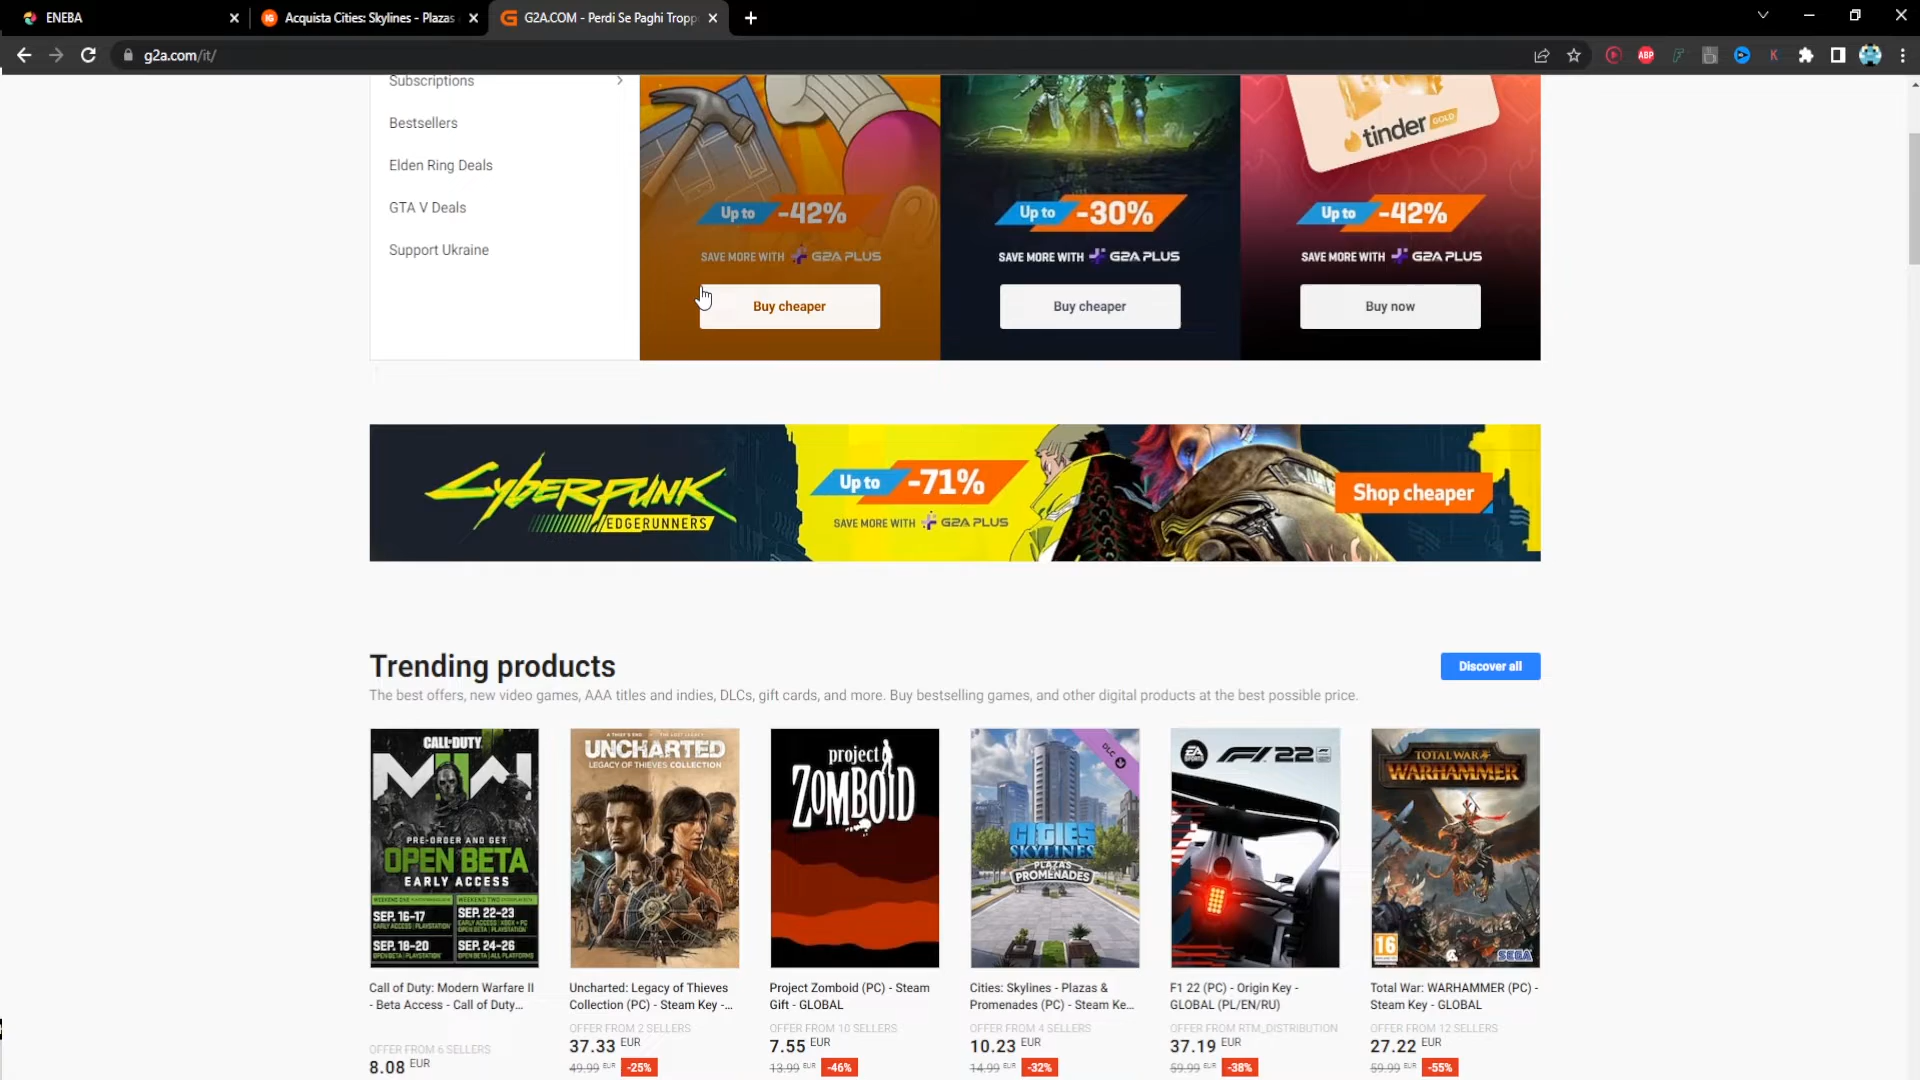 ENEBA
Acquista Cities: Skylines - Plazas
G2A.COM - Perdi Se Paghi Tropp
g2a.com/it/
ABP
K
Subscriptions
Bestsellers
Elden Ring Deals
GTA V Deals
Support Ukraine
Up to -42%
SAVE MORE WITH G2A PLUS
Buy cheaper
Up to -30%
SAVE MORE WITH G2A PLUS
Buy cheaper
tinder GOLD
Up to -42%
SAVE MORE WITH G2A PLUS
Buy now
CYBERPUNK
EDGERUNNERS
Up to -71%
SAVE MORE WITH G2A PLUS
Shop cheaper
Trending products
Discover all
The best offers, new video games, AAA titles and indies, DLCs, gift cards, and more. Buy bestselling games, and other digital products at the best possible price.
CALL OF DUTY
MWII
PRE-ORDER AND GET
OPEN BETA
EARLY ACCESS
SEP. 16-17
SEP. 22-23
SEP. 18-20
SEP. 24-26
UNCHARTED
LEGACY OF THIEVES COLLECTION
project
ZOMBOID
DLC
CITIES
SKYLINES
PLAZAS
PROMENADES
EA SPORTS
F1 22
TOTAL WAR
WARHAMMER
16
SEGA
Call of Duty: Modern Warfare II
- Beta Access - Call of Duty...
OFFER FROM 6 SELLERS
8.08 EUR
Uncharted: Legacy of Thieves
Collection (PC) - Steam Key -...
OFFER FROM 2 SELLERS
37.33 EUR
49.99 EUR -25%
Project Zomboid (PC) - Steam
Gift - GLOBAL
OFFER FROM 10 SELLERS
7.55 EUR
13.99 EUR -46%
Cities: Skylines - Plazas &
Promenades (PC) - Steam Ke...
OFFER FROM 4 SELLERS
10.23 EUR
14.99 EUR -32%
F1 22 (PC) - Origin Key -
GLOBAL (PL/EN/RU)
OFFER FROM RTM_DISTRIBUTION
37.19 EUR
59.99 EUR -38%
Total War: WARHAMMER (PC) -
Steam Key - GLOBAL
OFFER FROM 12 SELLERS
27.22 EUR
59.99 EUR -55%